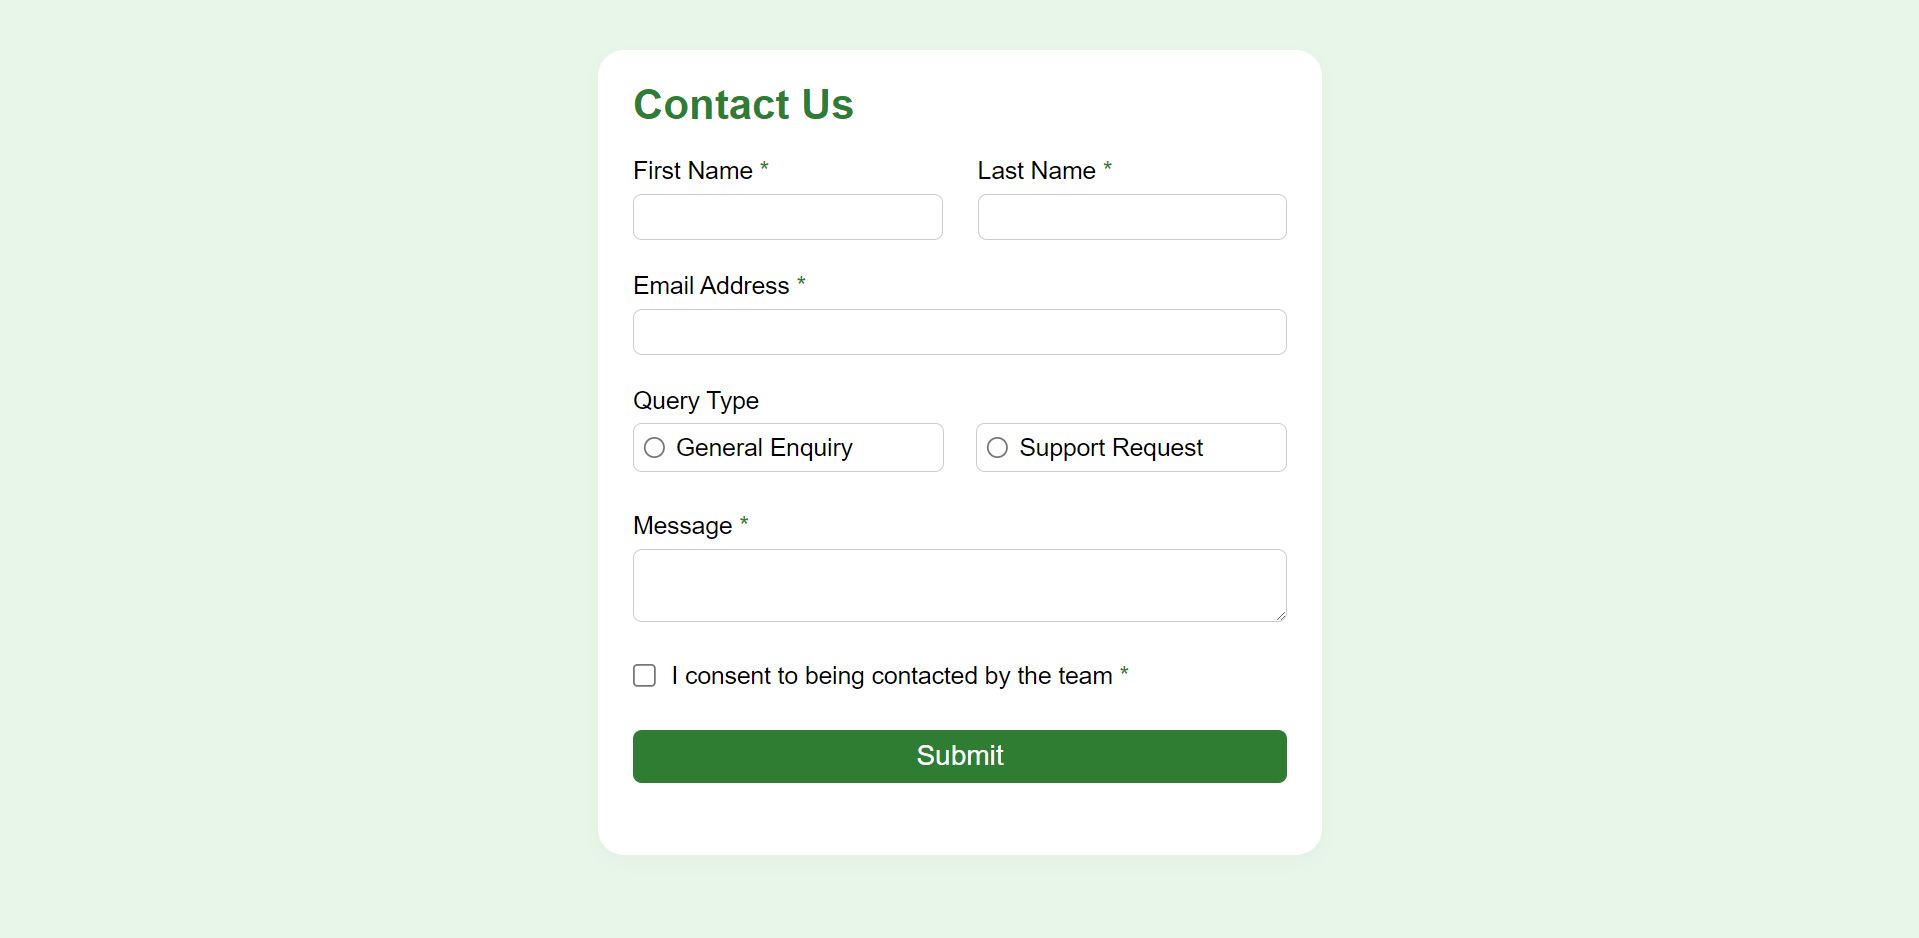 Contact Us
First Name * Last Name *
Email Address *
Query Type
General Enquiry Support Request
Message *
I consent to being contacted by the team *
Submit